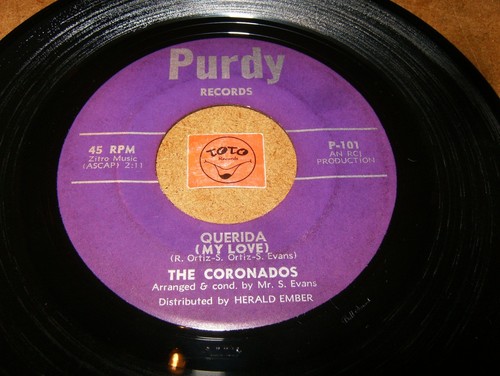 Purdy
RECORDS
45 RPM
Zitro Music
(ASCAP) 2:11
P-101
AN RCI
PRODUCTION
TOTO
Records
QUERIDA
(MY LOVE)
(R. Ortiz-S. Ortiz-S. Evans)
THE CORONADOS
Arranged & cond. by Mr. S. Evans
Distributed by HERALD EMBER